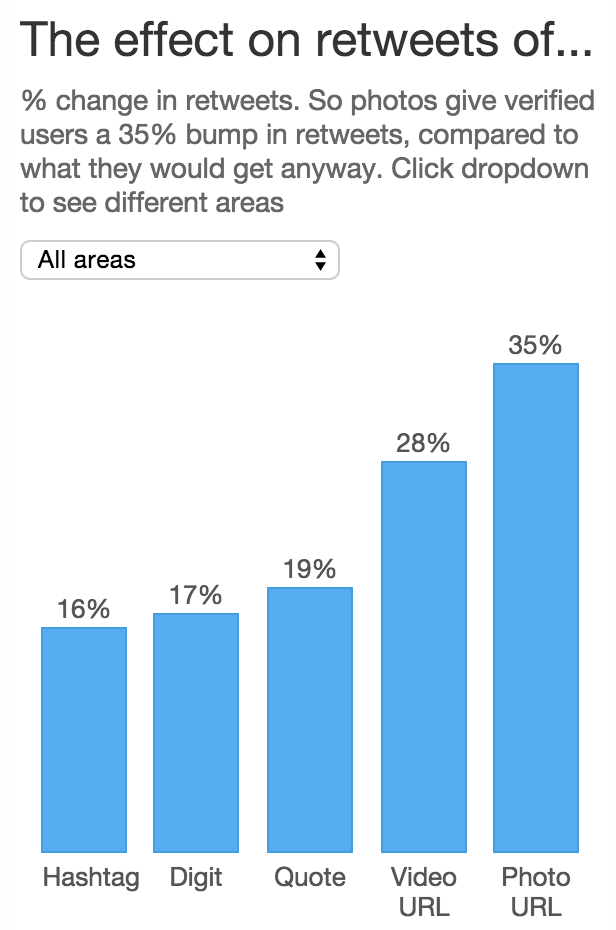 The effect on retweets of...
% change in retweets. So photos give verified
users a 35% bump in retweets, compared to
what they would get anyway. Click dropdown
to see different areas
All areas
35%
28%
19%
17%
16%
Hashtag Digit Quote Video URL Photo URL